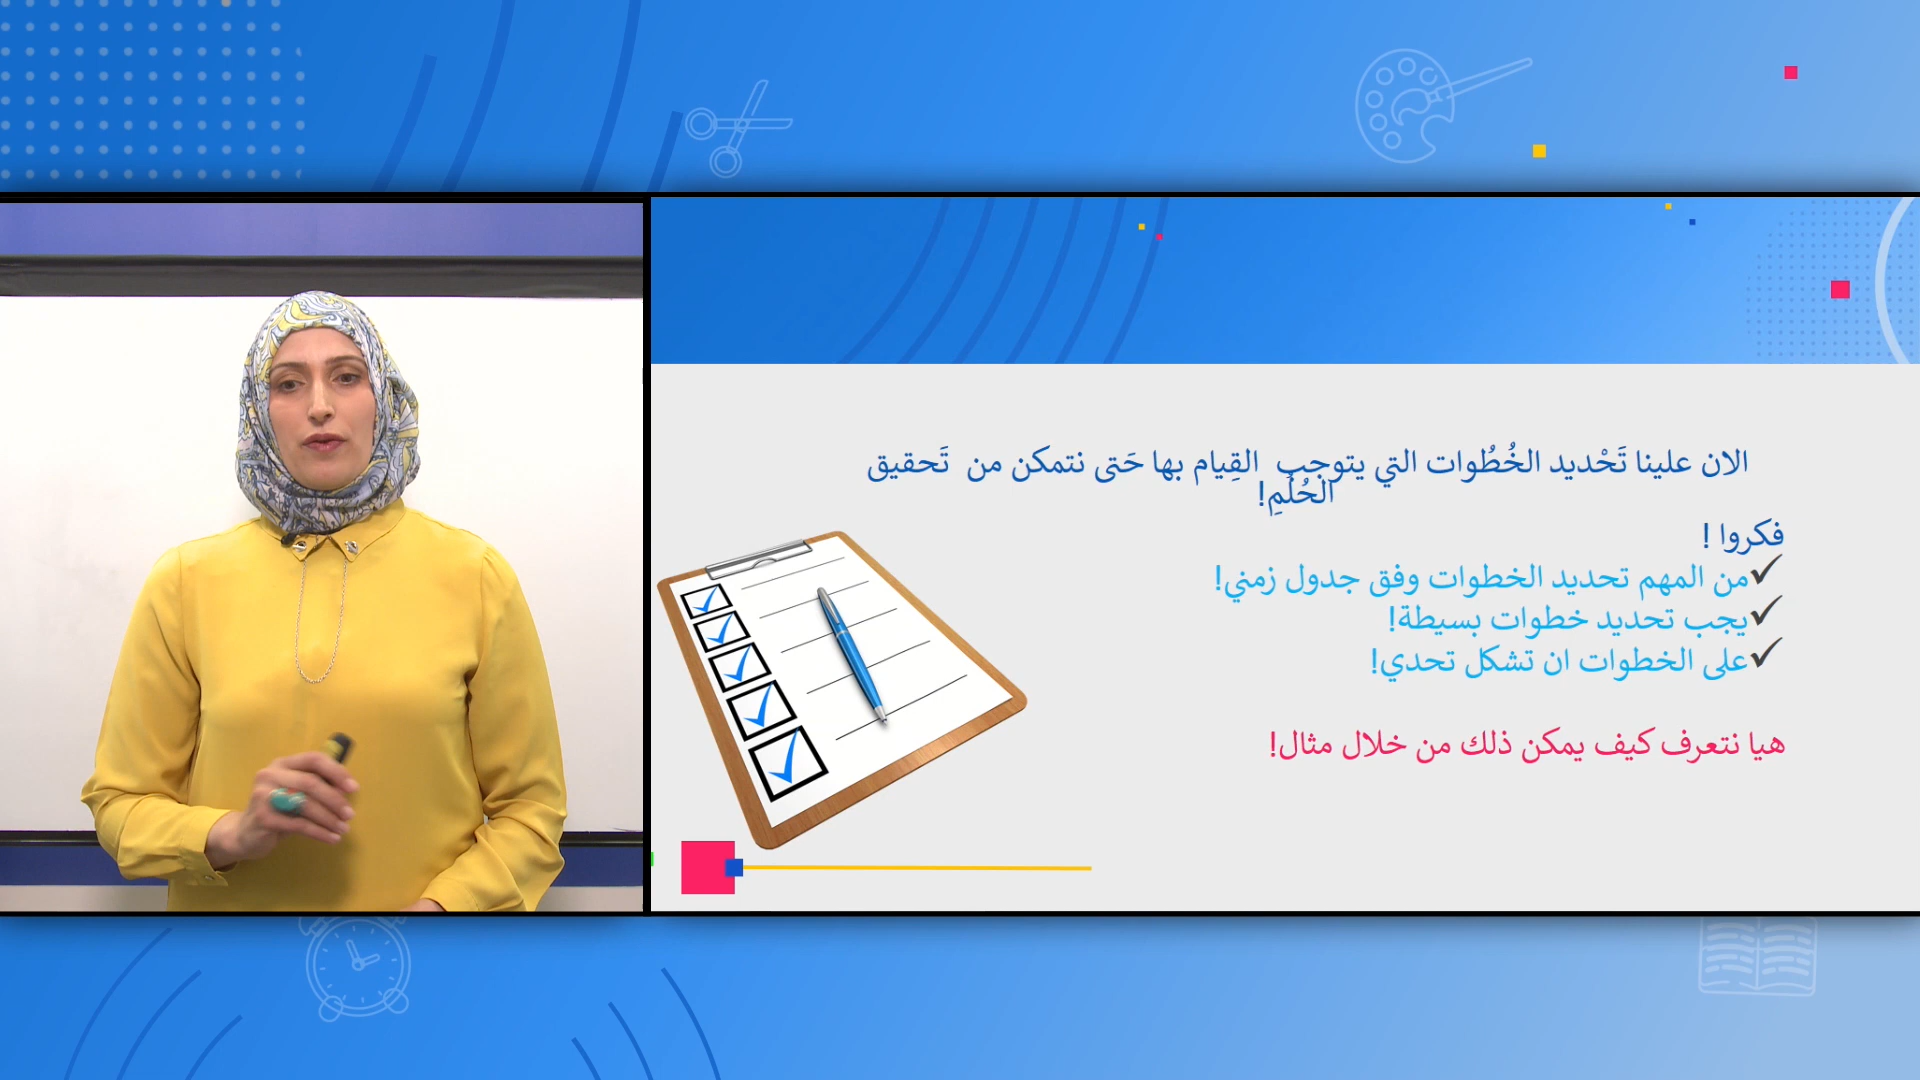 الان علينا تَحْديد الخُطُوات التي يتوجب القِيام بها حَتى نتمكن من تَحقيق
الحُلُمِ!
فكروا !
✓من المهم تحديد الخطوات وفق جدول زمني!
✓يجب تحديد خطوات بسيطة!
✓على الخطوات ان تشكل تحدي!
هيا نتعرف كيف يمكن ذلك من خلال مثال!